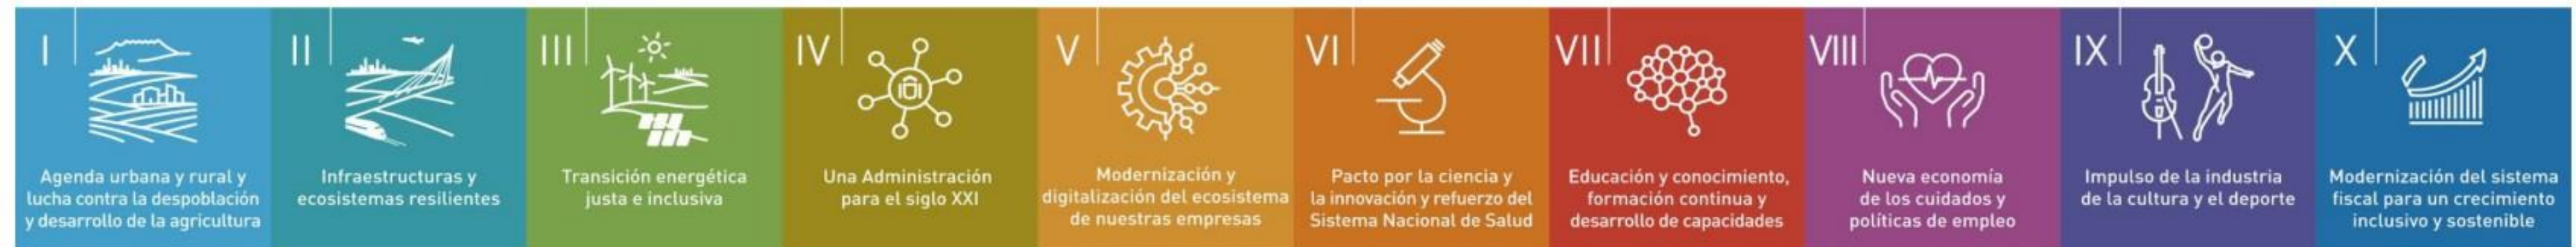 I
Agenda urbana y rural y
lucha contra la despoblación
y desarrollo de la agricultura
II
Infraestructuras y
ecosistemas resilientes
III
Transición energética
justa e inclusiva
IV
Una Administración
para el siglo XXI
V
Modernización y
digitalización del ecosistema
de nuestras empresas
VI
Pacto por la ciencia y
la innovación y refuerzo del
Sistema Nacional de Salud
VII
Educación y conocimiento,
formación continua y
desarrollo de capacidades
VIII
Nueva economía
de los cuidados y
políticas de empleo
IX
Impulso de la industria
de la cultura y el deporte
X
Modernización del sistema
fiscal para un crecimiento
inclusivo y sostenible